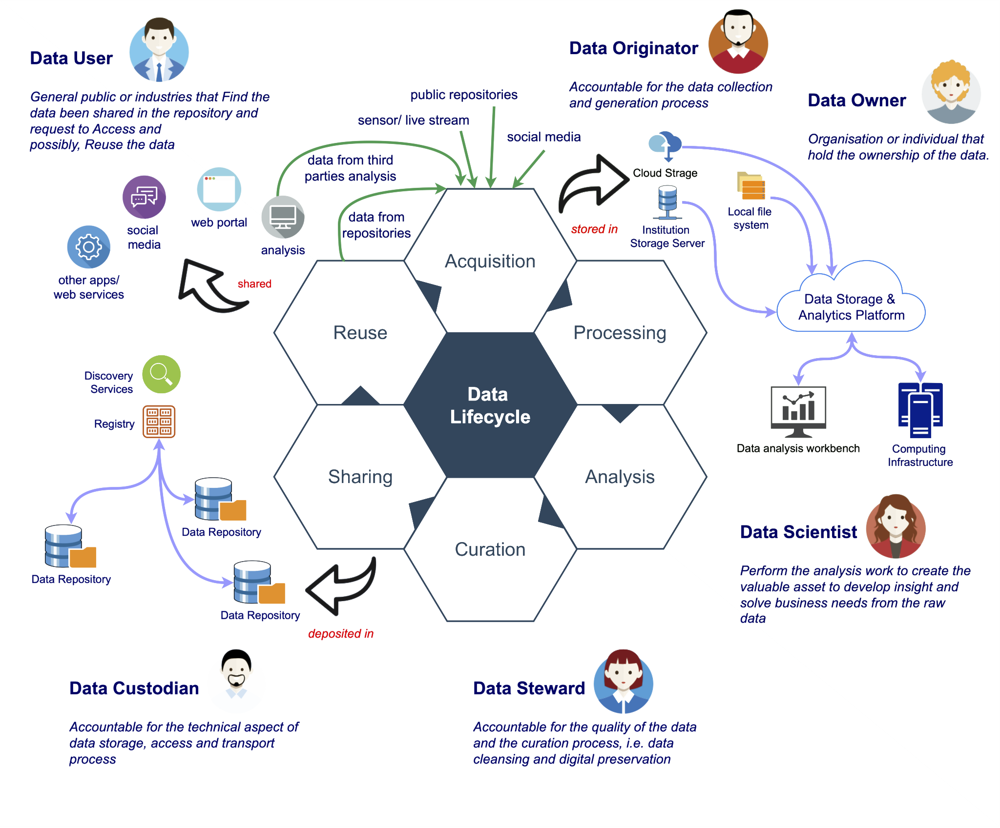 Data User
General public or industries that Find the
data been shared in the repository and
request to Access and
possibly, Reuse the data
Data Originator
Accountable for the data collection
and generation process
Data Owner
Organisation or individual that
hold the ownership of the data.
public repositories
sensor/ live stream
social media
data from third
parties analysis
data from
repositories
social
media
web portal
analysis
other apps/
web services
shared
stored in
Cloud Strage
Institution
Storage Server
Local file
system
Data Storage &
Analytics Platform
Data analysis workbench
Computing
Infrastructure
Acquisition
Processing
Analysis
Curation
Sharing
Reuse
Data
Lifecycle
Discovery
Services
Registry
Data Repository
Data Repository
Data Repository
deposited in
Data Scientist
Perform the analysis work to create the
valuable asset to develop insight and
solve business needs from the raw
data
Data Custodian
Accountable for the technical aspect of
data storage, access and transport
process
Data Steward
Accountable for the quality of the data
and the curation process, i.e. data
cleansing and digital preservation